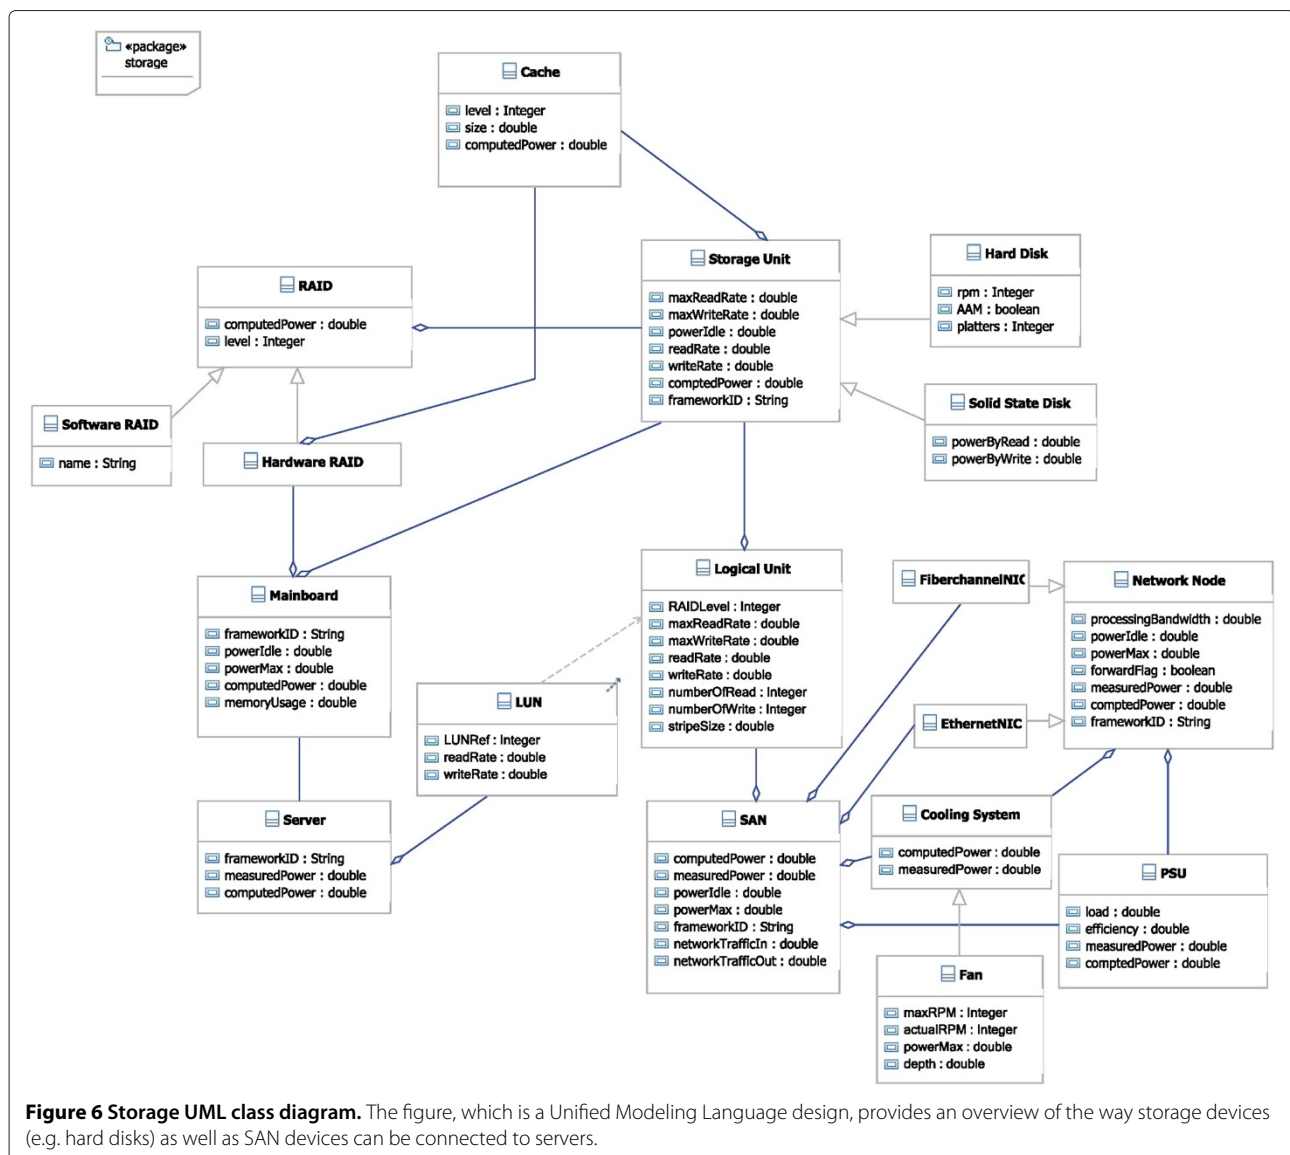 «package»
storage
Cache
level : Integer
size : double
computedPower : double
Storage Unit
maxReadRate : double
maxWriteRate : double
powerIdle : double
readRate : double
writeRate : double
comptedPower : double
frameworkID : String
Hard Disk
rpm : Integer
AAM : boolean
platters : Integer
RAID
computedPower : double
level : Integer
Solid State Disk
powerByRead : double
powerByWrite : double
Software RAID
name : String
Hardware RAID
Mainboard
frameworkID : String
powerIdle : double
powerMax : double
computedPower : double
memoryUsage : double
Logical Unit
RAIDLevel : Integer
maxReadRate : double
maxWriteRate : double
readRate : double
writeRate : double
numberOfRead : Integer
numberOfWrite : Integer
stripeSize : double
FiberchannelNIC
Network Node
processingBandwidth : double
powerIdle : double
powerMax : double
forwardFlag : boolean
measuredPower : double
comptedPower : double
frameworkID : String
EthernetNIC
LUN
LUNRef : Integer
readRate : double
writeRate : double
Server
frameworkID : String
measuredPower : double
computedPower : double
SAN
computedPower : double
measuredPower : double
powerIdle : double
powerMax : double
frameworkID : String
networkTrafficIn : double
networkTrafficOut : double
Cooling System
computedPower : double
measuredPower : double
PSU
load : double
efficiency : double
measuredPower : double
comptedPower : double
Fan
maxRPM : Integer
actualRPM : Integer
powerMax : double
depth : double
Figure 6 Storage UML class diagram. The figure, which is a Unified Modeling Language design, provides an overview of the way storage devices
(e.g. hard disks) as well as SAN devices can be connected to servers.